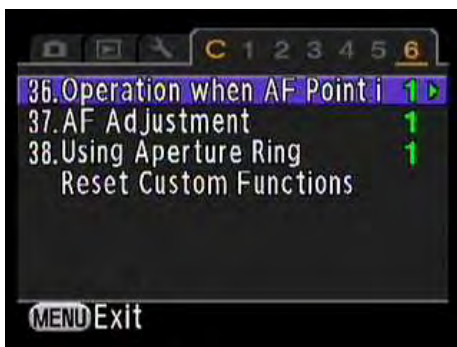 C 1 2 3 4 5 6
36.Operation when AF Point i 1
37.AF Adjustment 1
38.Using Aperture Ring 1
Reset Custom Functions
MENU Exit